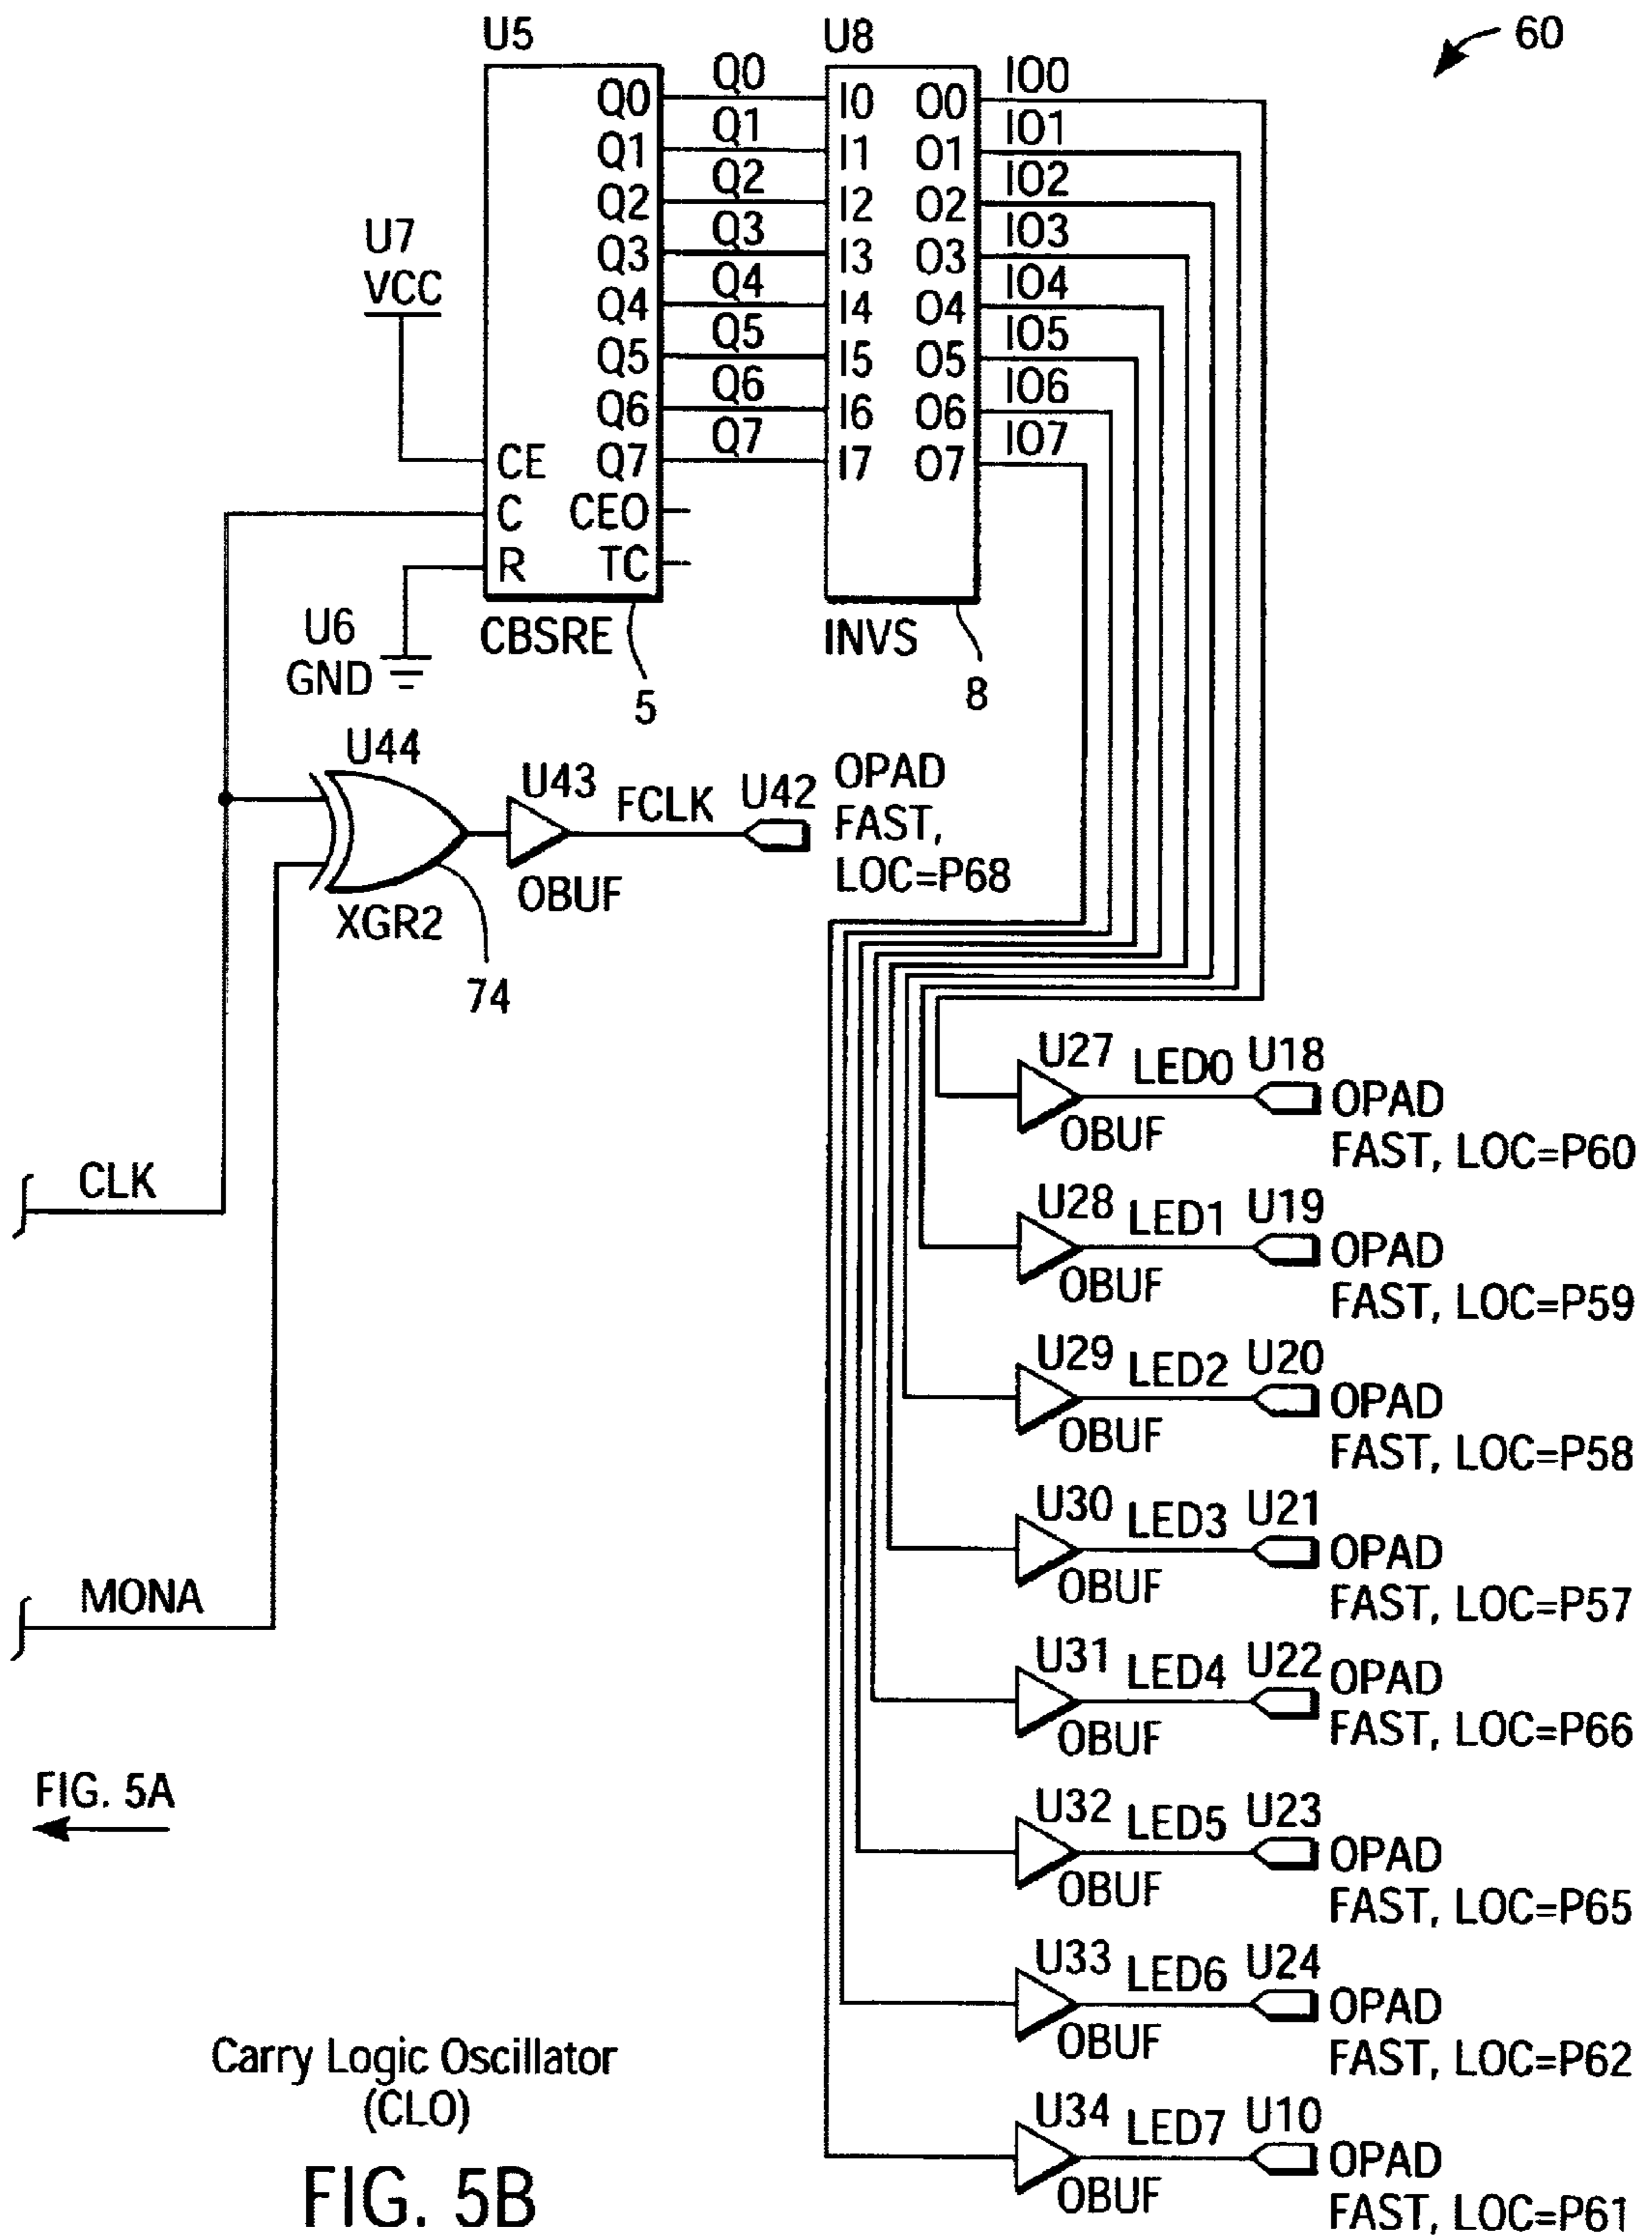 60
U5
Q0
Q1
Q2
Q3
Q4
Q5
Q6
Q7
CE
C
R
CEO
TC
CBSRE
5
U7
VCC
U6
GND
Q0
Q1
Q2
Q3
Q4
Q5
Q6
Q7
U8
I0 O0
I1 O1
I2 O2
I3 O3
I4 O4
I5 O5
I6 O6
I7 O7
INVS
8
IO0
IO1
IO2
IO3
IO4
IO5
IO6
IO7
U44
XGR2
74
U43
OBUF
FCLK
U42
OPAD
FAST,
LOC=P68
CLK
MONA
U27 LED0 U18 OPAD
OBUF FAST, LOC=P60
U28 LED1 U19 OPAD
OBUF FAST, LOC=P59
U29 LED2 U20 OPAD
OBUF FAST, LOC=P58
U30 LED3 U21 OPAD
OBUF FAST, LOC=P57
U31 LED4 U22 OPAD
OBUF FAST, LOC=P66
U32 LED5 U23 OPAD
OBUF FAST, LOC=P65
U33 LED6 U24 OPAD
OBUF FAST, LOC=P62
U34 LED7 U10 OPAD
OBUF FAST, LOC=P61
FIG. 5A
Carry Logic Oscillator
(CLO)
FIG. 5B